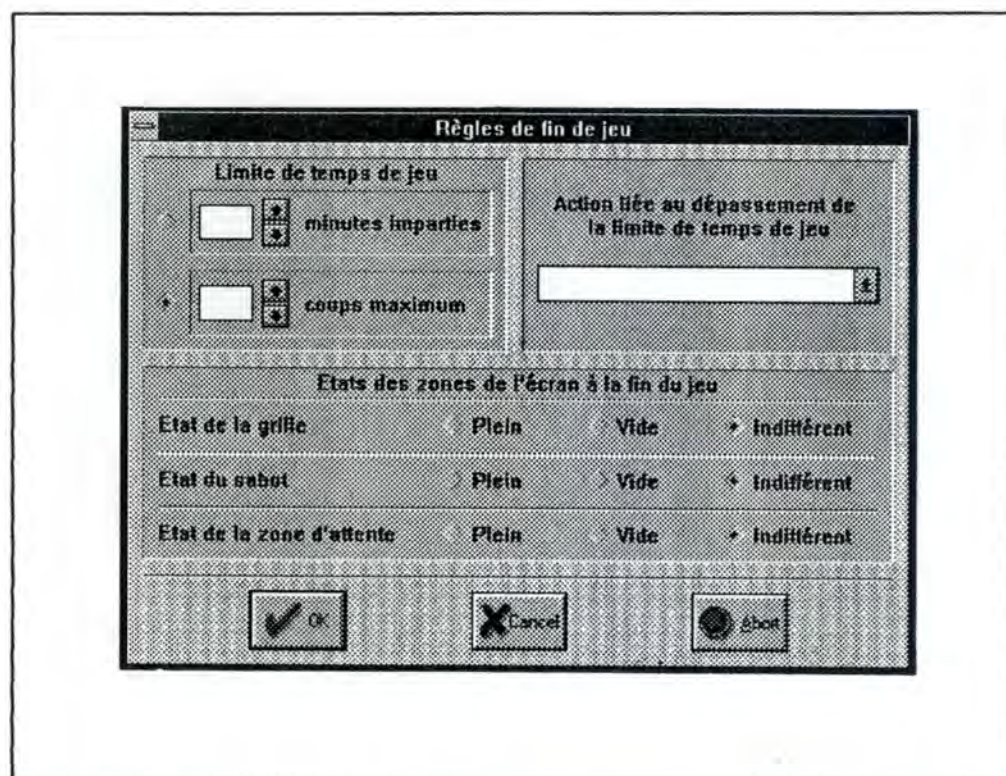 Règles de fin de jeu
Limite de temps de jeu
minutes imparties
coups maximum
Action liée au dépassement de
la limite de temps de jeu
Etats des zones de l'écran à la fin du jeu
Etat de la grille Plein Vide Indifférent
Etat du sabot Plein Vide Indifférent
Etat de la zone d'attente Plein Vide Indifférent
OK Cancel Abort